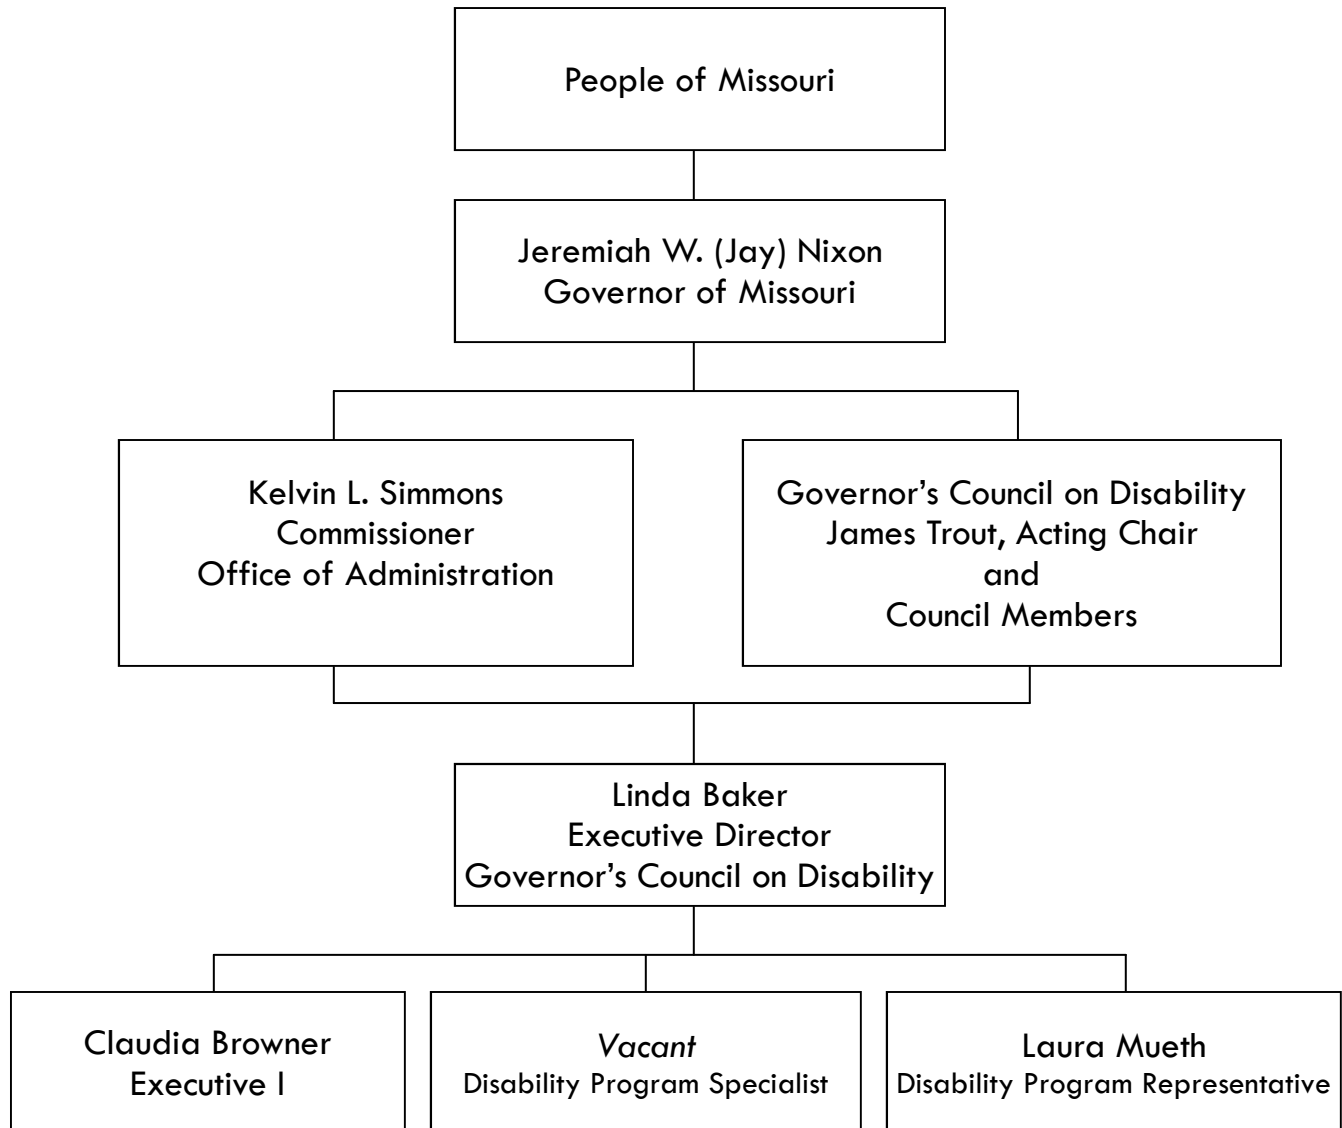 People of Missouri
Jeremiah W. (Jay) Nixon
Governor of Missouri
Kelvin L. Simmons
Commissioner
Office of Administration
Governor’s Council on Disability
James Trout, Acting Chair
and
Council Members
Linda Baker
Executive Director
Governor’s Council on Disability
Claudia Browner
Executive I
Vacant
Disability Program Specialist
Laura Mueth
Disability Program Representative